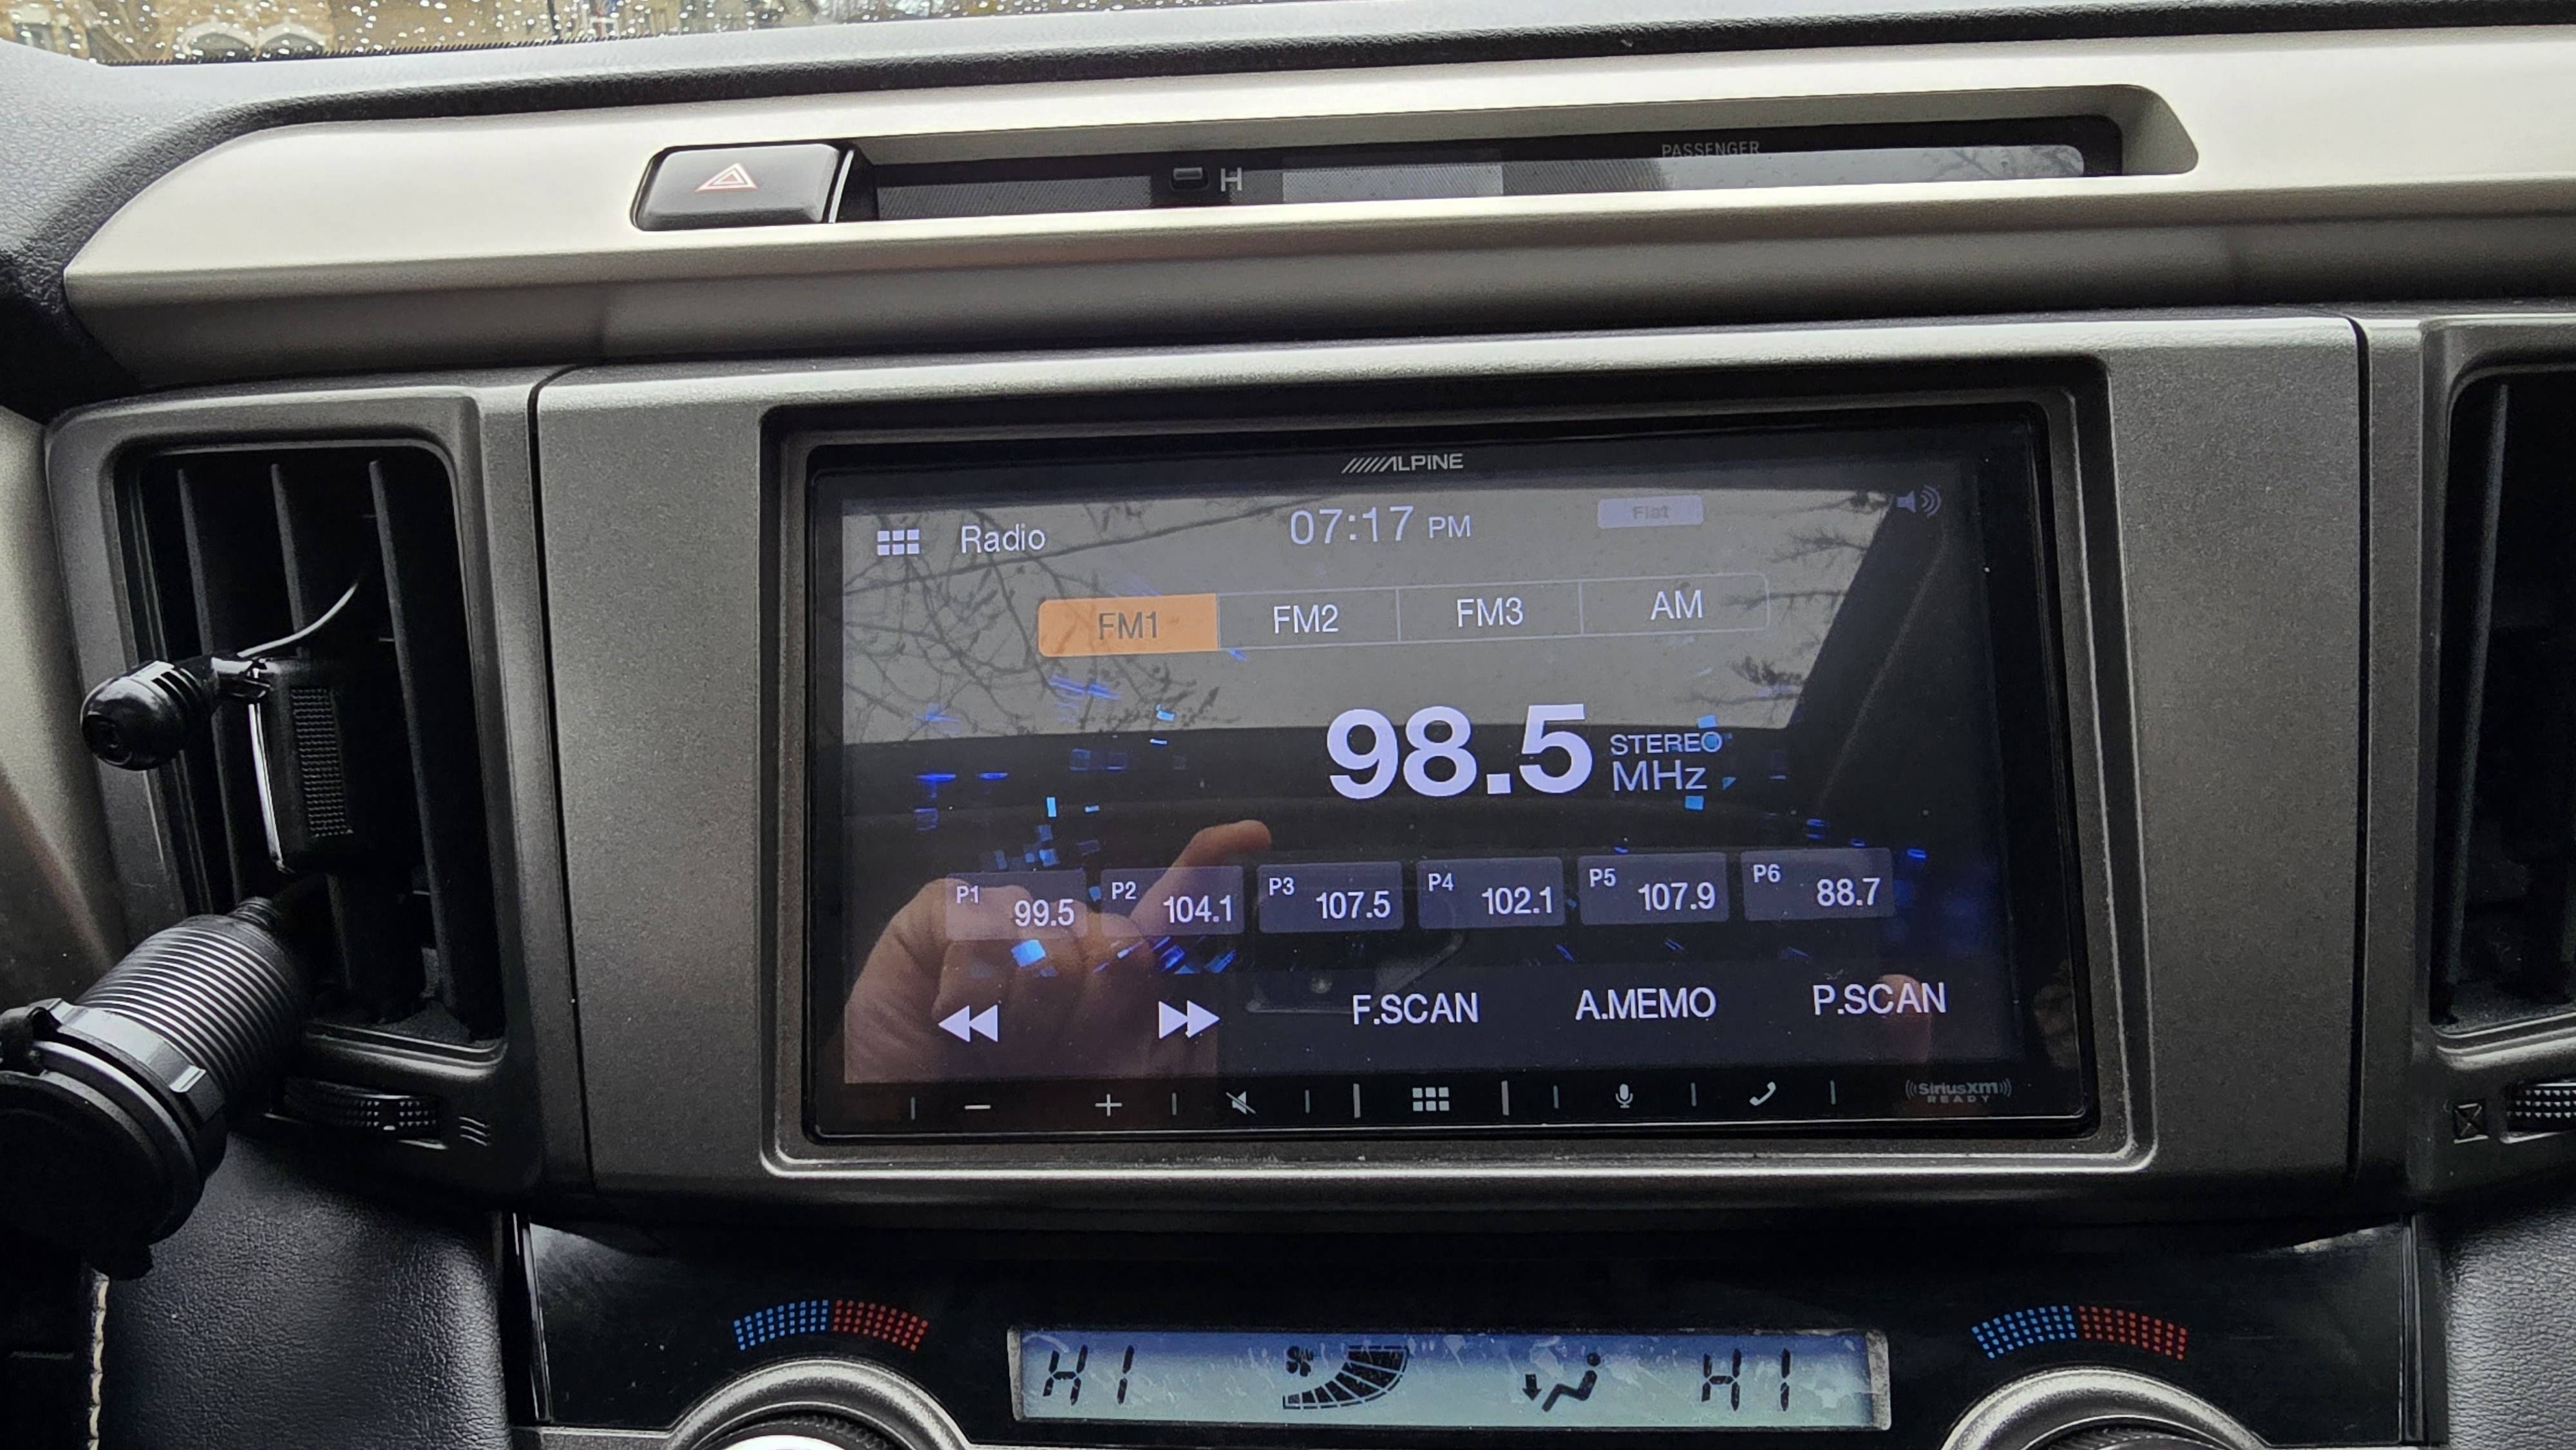 PASSENGER
H
ALPINE
Radio 07:17 PM Flat
FM1 FM2 FM3 AM
98.5 STEREO
MHz
P1 99.5 P2 104.1 P3 107.5 P4 102.1 P5 107.9 P6 88.7
F.SCAN A.MEMO P.SCAN
((SiriusXM))
READY
HI HI